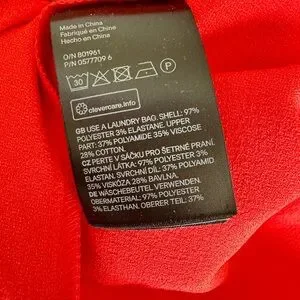 Made in China
Fabriqué en China
Hecho en China
O/N 801961
P/N 0577709 6
30
P
clevercare.info
GB USE A LAUNDRY BAG. SHELL: 97%
POLYESTER 3% ELASTANE. UPPER
PART: 37% POLYAMID 35% VISCOSE
28% COTTON.
CZ PERTE V SÁČKU PRO ŠETRNÉ PRANÍ.
SVRCHNÍ LÁTKA: 97% POLYESTER 3%
ELASTAN. SVRCHNÍ DÍL: 37% POLYAMID
35% VISKÓZA 28% BAVLNA.
DE WÄSCHEBEUTEL VERWENDEN.
OBERMATERIAL: 97% POLYESTER
3% ELASTHAN. OBERER TEIL: 37%